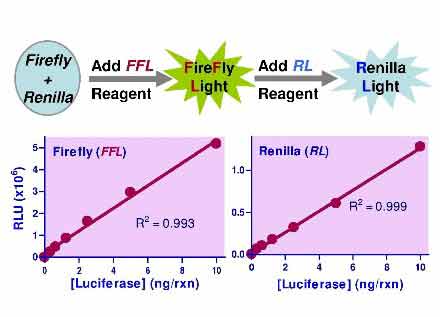 Firefly
+
Renilla
Add FFL
Reagent
FireFly
Light
Add RL
Reagent
Renilla
Light
Firefly (FFL)
RLU (x10⁶)
5
4
3
2
1
0
R² = 0.993
0 2 4 6 8 10
[Luciferase] (ng/rxn)
Renilla (RL)
1.0
0.5
0.0
R² = 0.999
0 2 4 6 8 10
[Luciferase] (ng/rxn)